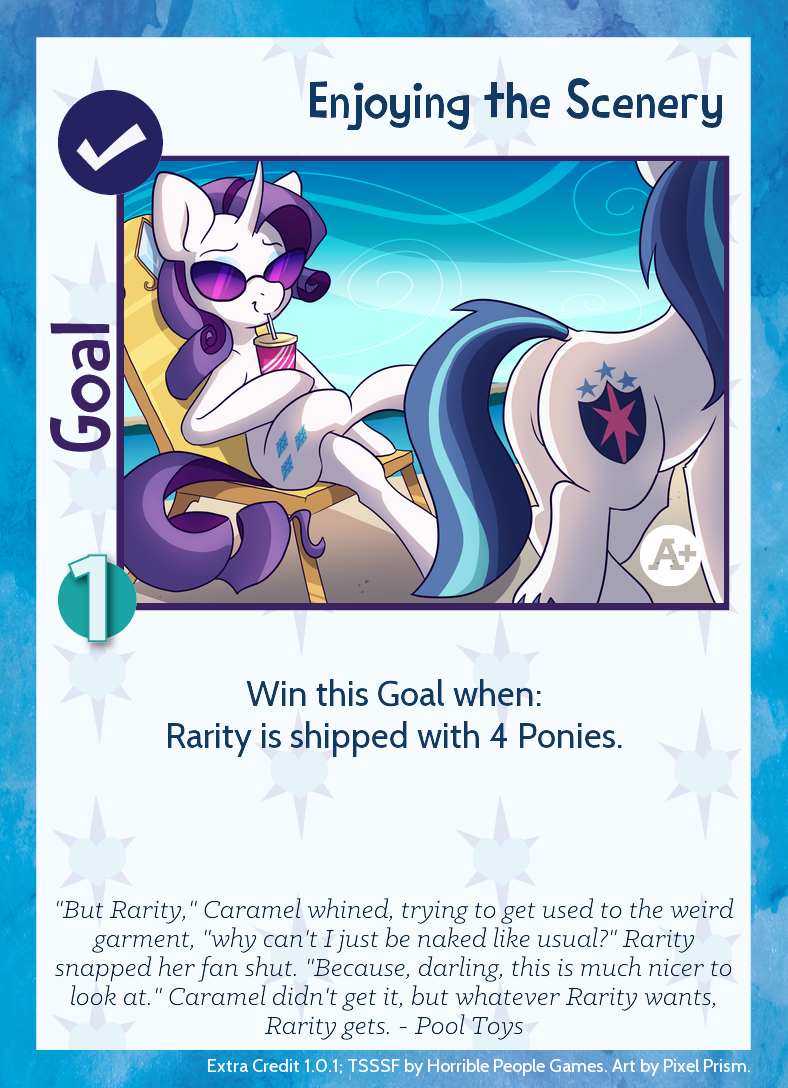 Enjoying the Scenery
Goal
1
A+
Win this Goal when:
Rarity is shipped with 4 Ponies.
"But Rarity," Caramel whined, trying to get used to the weird
garment, "why can't I just be naked like usual?" Rarity
snapped her fan shut. "Because, darling, this is much nicer to
look at." Caramel didn't get it, but whatever Rarity wants,
Rarity gets. - Pool Toys
Extra Credit 1.0.1; TSSSF by Horrible People Games. Art by Pixel Prism.